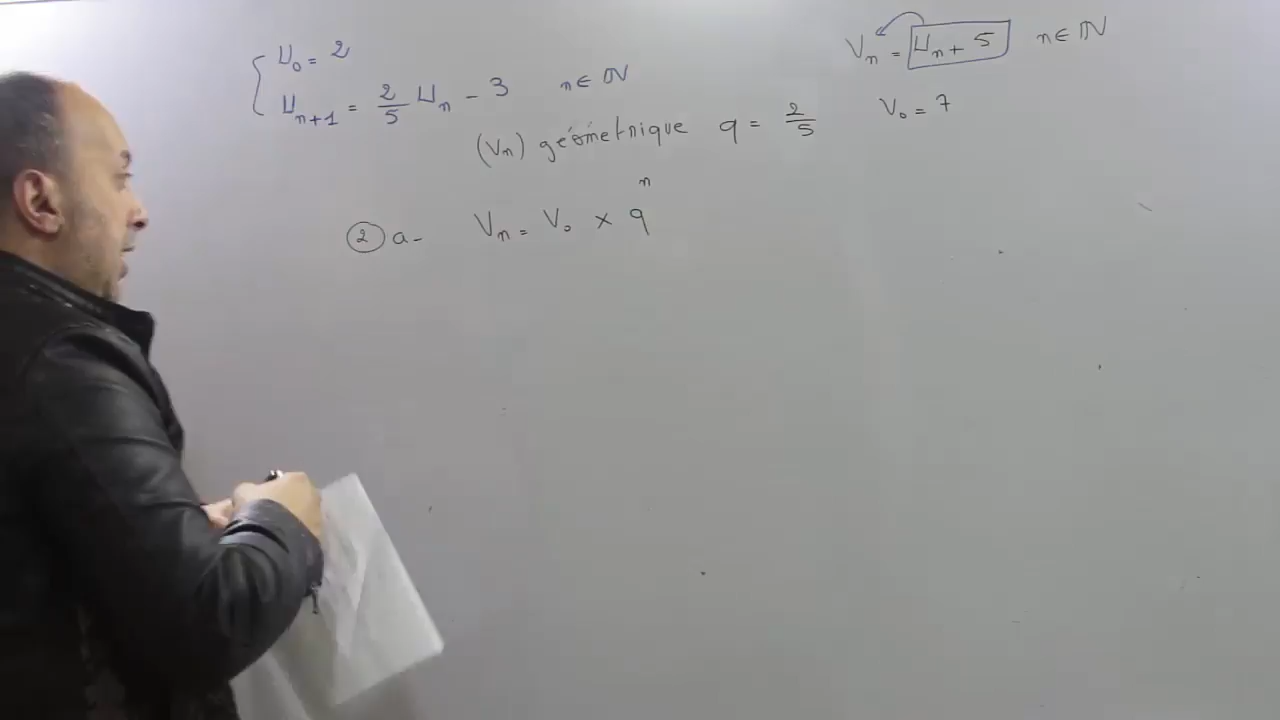 U₀ = 2
Uₙ₊₁ = 2/5 Uₙ - 3 n ∈ ℕ
Vₙ = Uₙ + 5 n ∈ ℕ
(Vₙ) géométrique q = 2/5 V₀ = 7
② a- Vₙ = V₀ × qⁿ